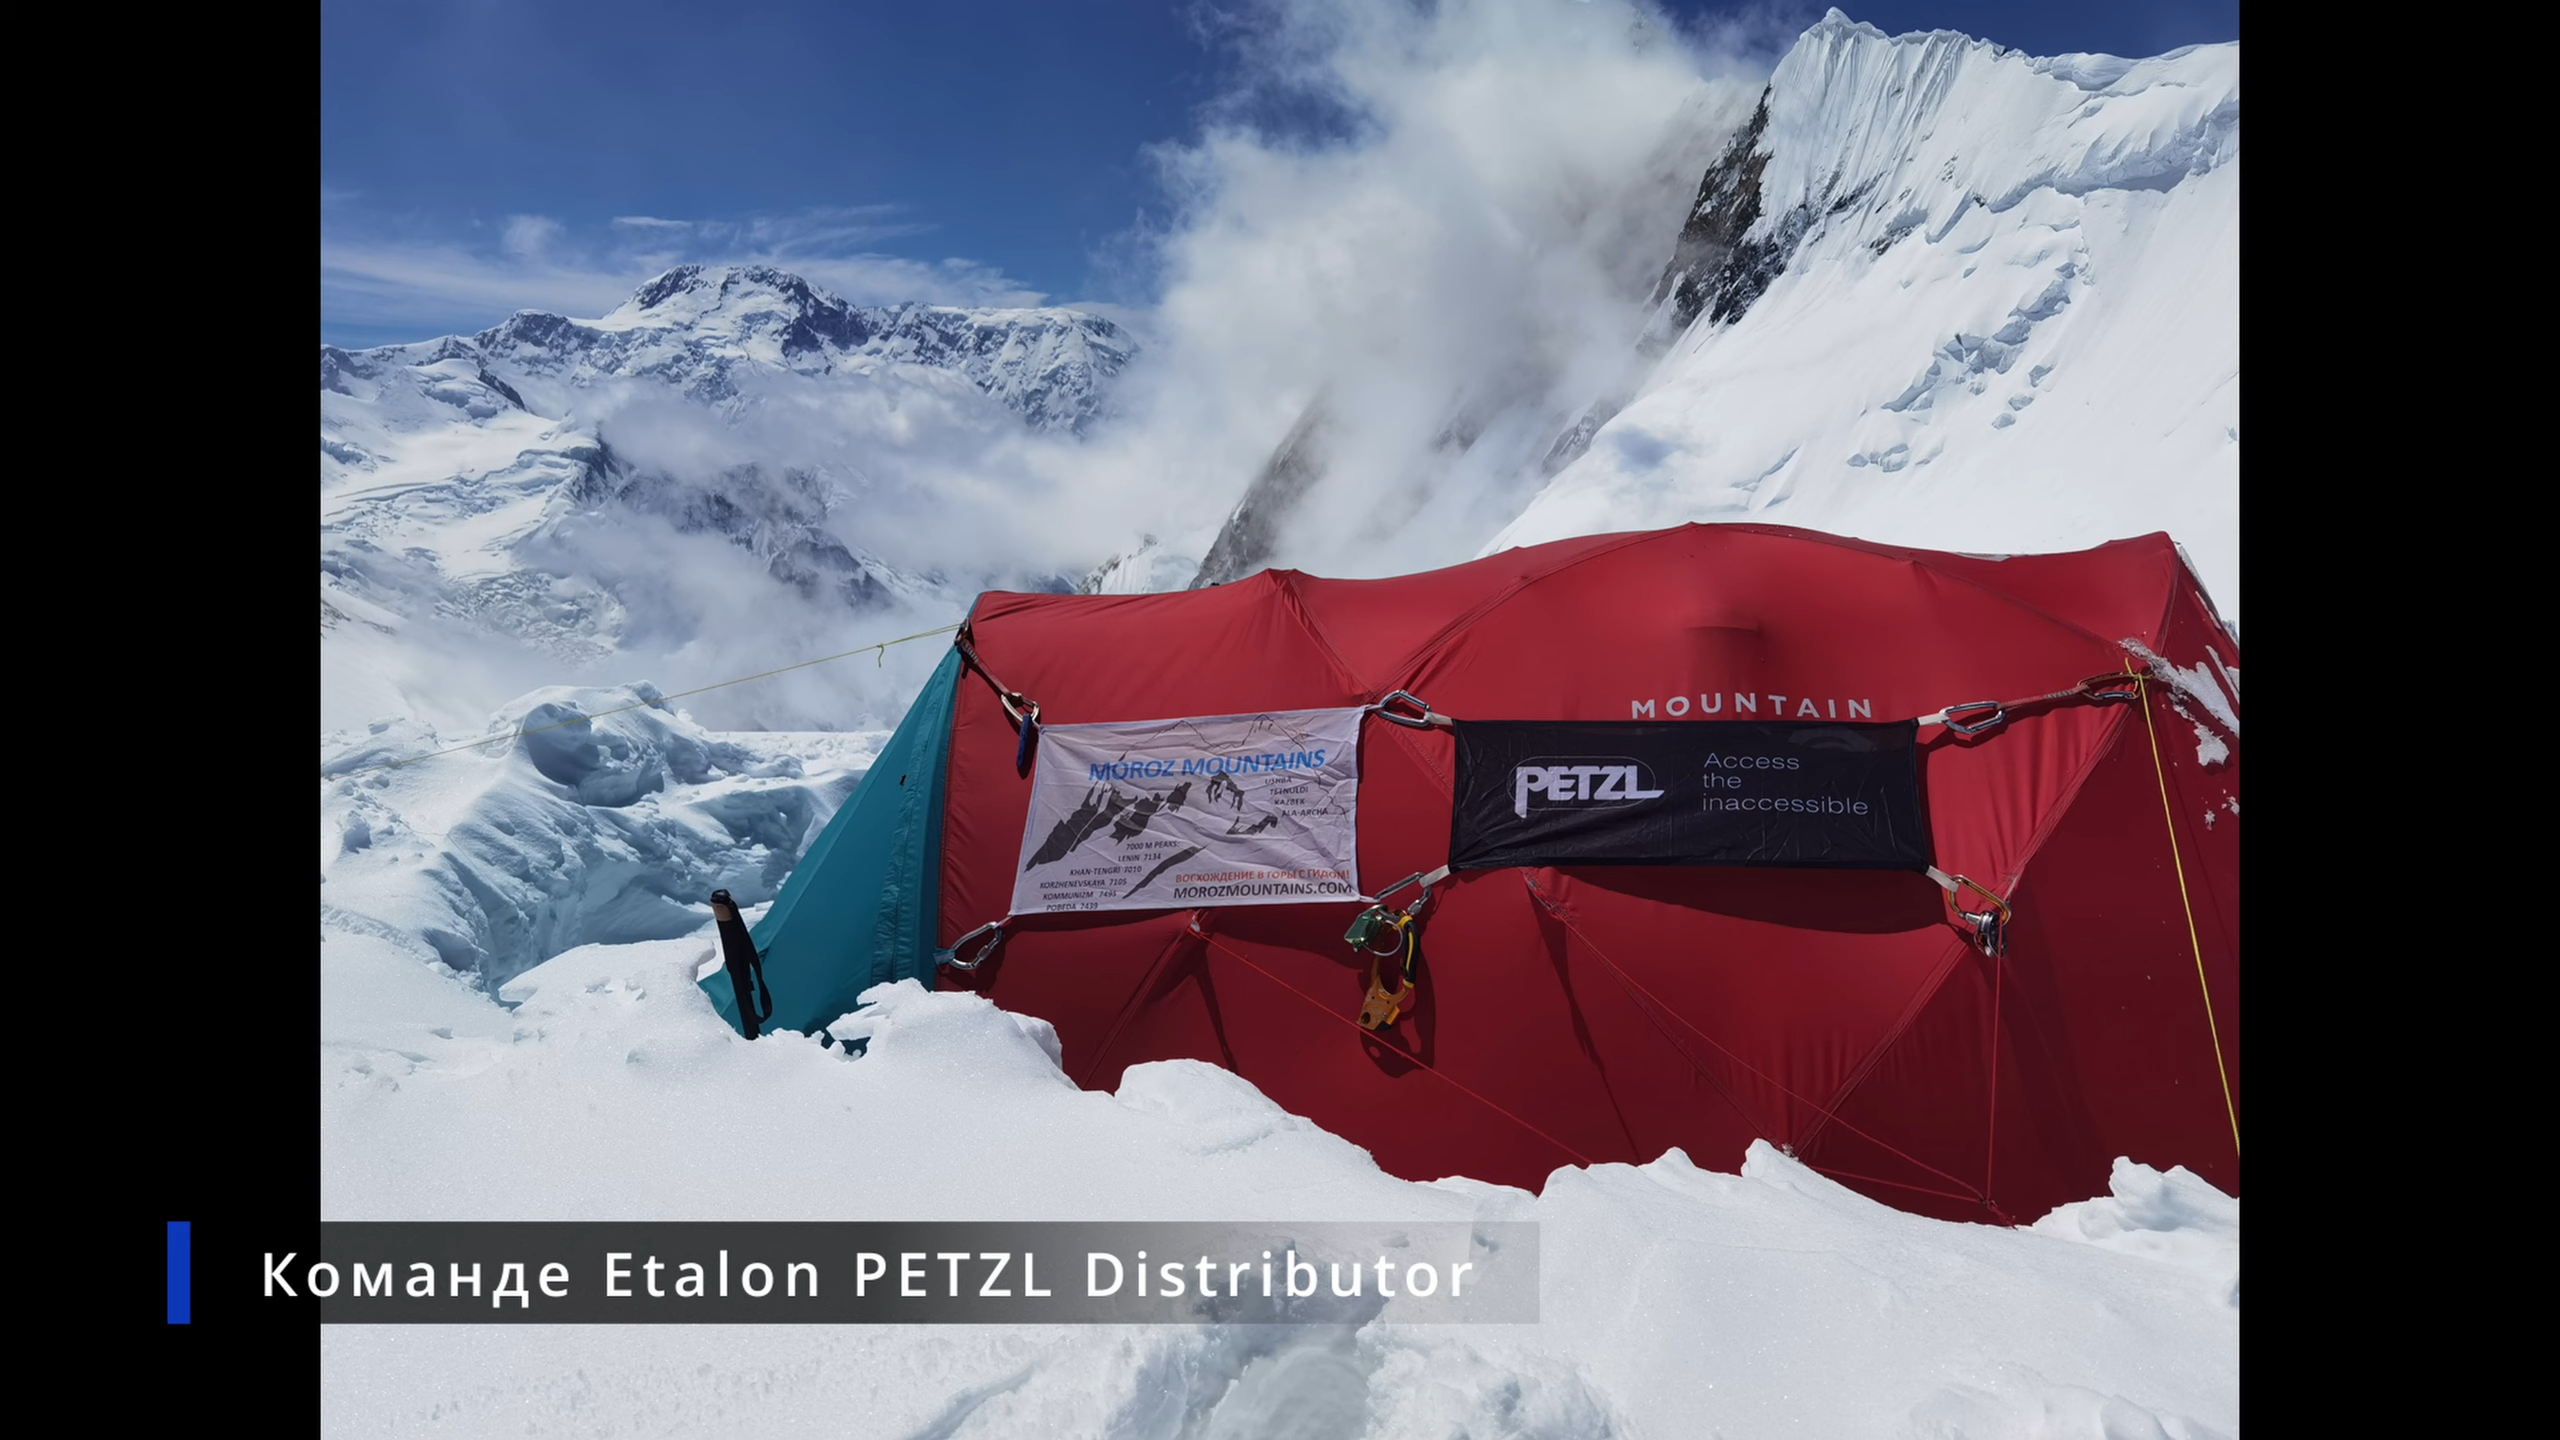 MOUNTAIN
MOROZ MOUNTAINS
USHBA
TETNULDI
KAZBEK
ALA-ARCHA
7000 M PEAKS:
LENIN 7134
KHAN-TENGRI 7010
KORZHENEVSKAYA 7105
KOMMUNIZM 7495
POBEDA 7439
ВОСХОЖДЕНИЕ В ГОРЫ С ГИДОМ!
MOROZMOUNTAINS.COM
PETZL
Access
the
inaccessible
Команде Etalon PETZL Distributor